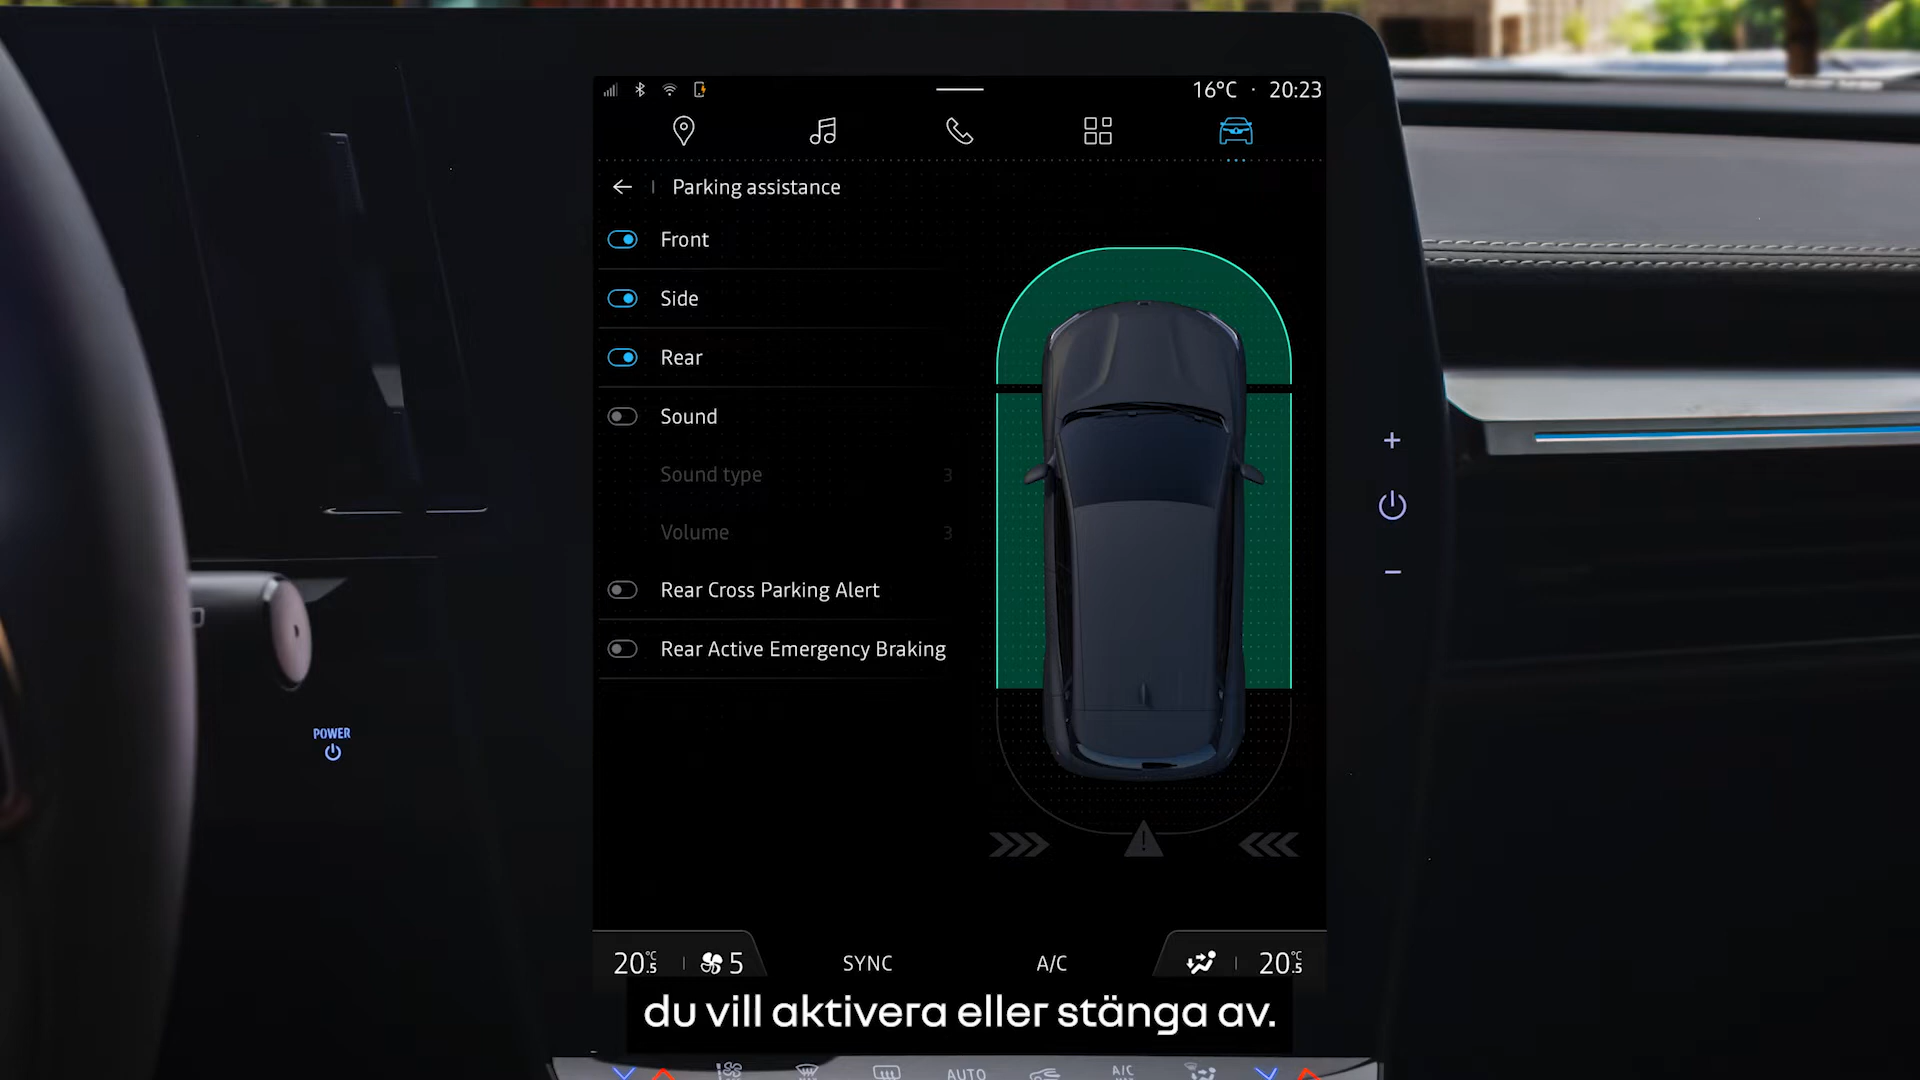 16°C · 20:23
Parking assistance
Front
Side
Rear
Sound
Sound type 3
Volume 3
Rear Cross Parking Alert
Rear Active Emergency Braking
POWER
20.5°C 5 SYNC A/C 20.5°C
du vill aktivera eller stänga av.
AUTO A/C